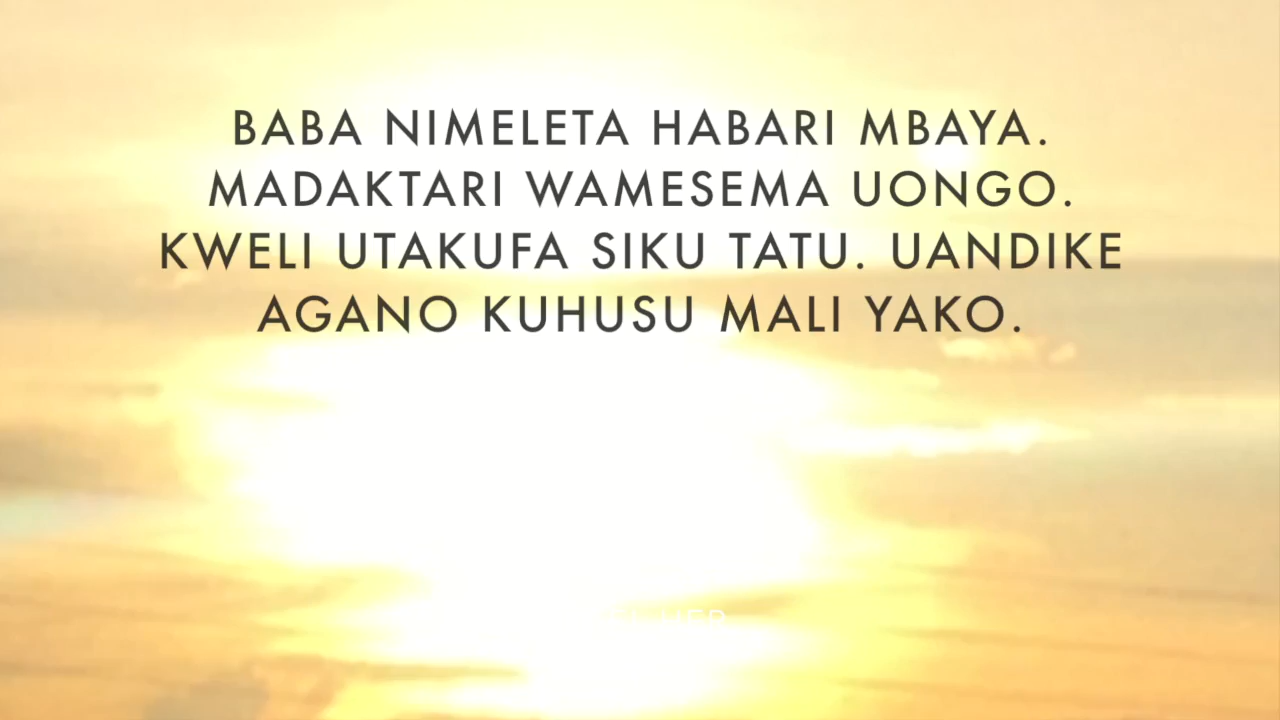 BABA NIMELETA HABARI MBAYA.
MADAKTARI WAMESEMA UONGO.
KWELI UTAKUFA SIKU TATU. UANDIKE
AGANO KUHUSU MALI YAKO.